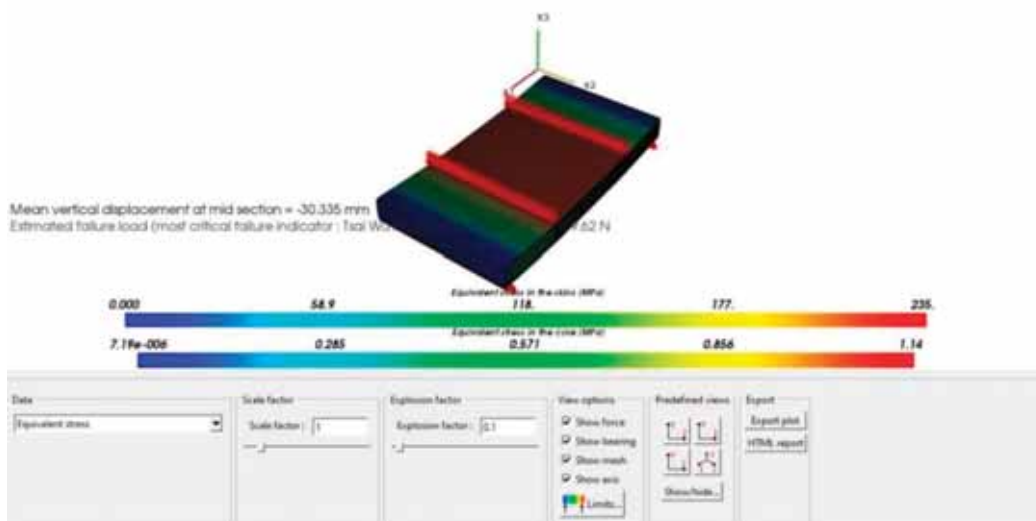 X3
X2
Mean vertical displacement at mid section = -30.335 mm
Estimated failure load (most critical failure indicator : Tsai .62 N
Equivalent stress in the skins (MPa)
0.000 58.9 118. 177. 235.
Equivalent stress in the core (MPa)
7.19e-006 0.285 0.571 0.856 1.14
Data
Equivalent stress
Scale factor
Scale factor : 1
Explosion factor
Explosion factor : 0.1
View options
Show force
Show bearing
Show mesh
Show axis
Limits...
Predefined views
Show/hide...
Export
Export plot
HTML report